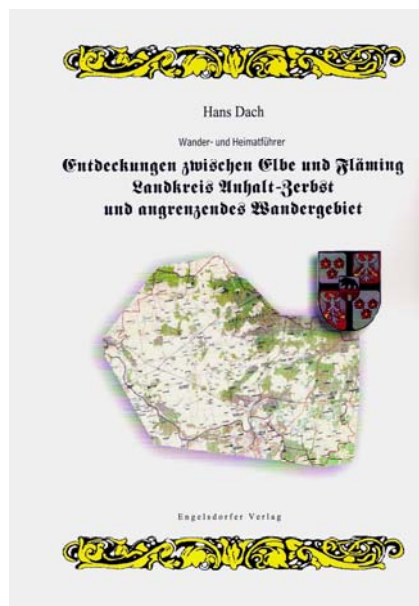 Hans Dach
Wander- und Heimatführer
Entdeckungen zwischen Elbe und Fläming
Landkreis Anhalt-Zerbst
und angrenzendes Wandergebiet
Engelsdorfer Verlag